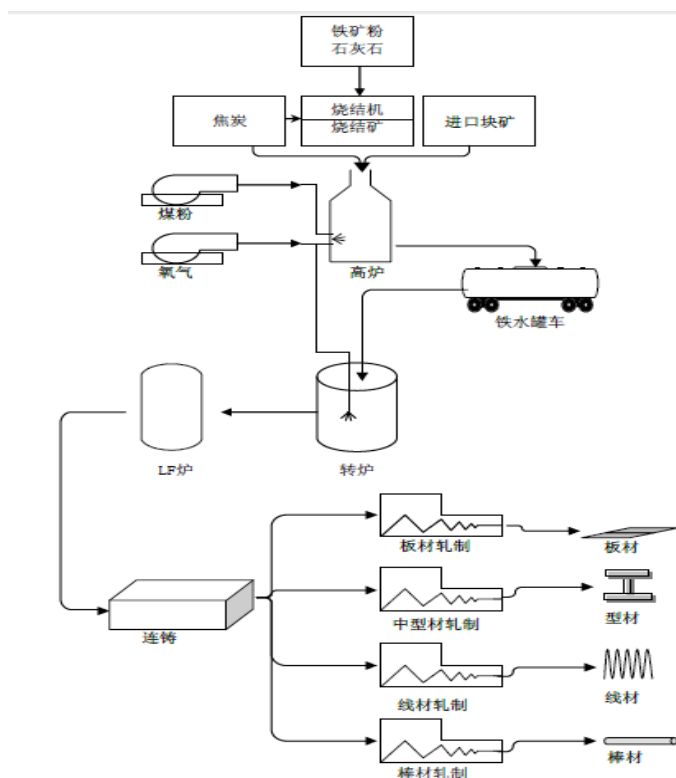 铁矿粉
石灰石
焦炭
烧结机
烧结矿
进口块矿
煤粉
氧气
高炉
铁水罐车
LF炉
转炉
板材轧制
板材
中型材轧制
型材
连铸
线材轧制
线材
棒材轧制
棒材